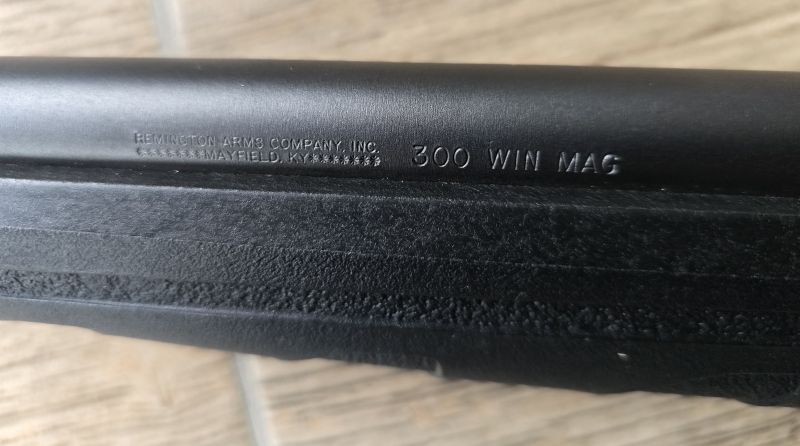 REMINGTON ARMS COMPANY, INC.
********MAYFIELD, KY********
300 WIN MAG